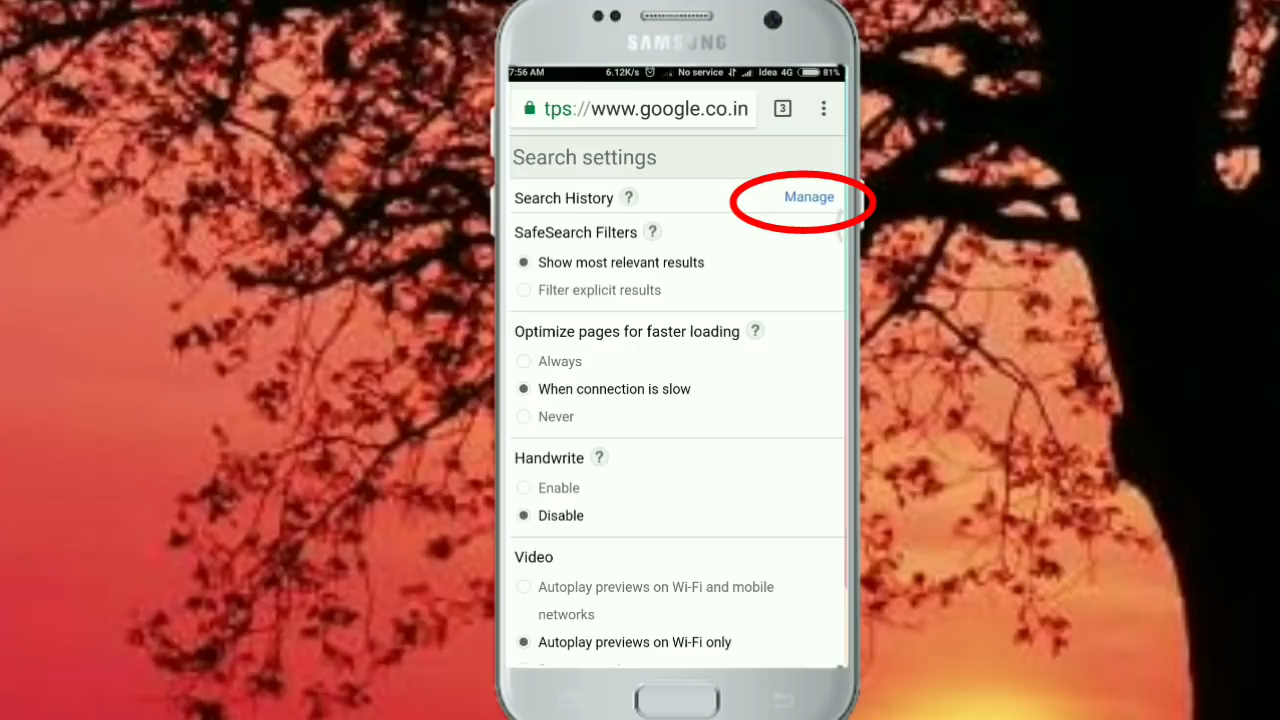 SAMSUNG
7:56 AM 6.12K/s No service Idea 4G 81%
tps://www.google.co.in 3
Search settings
Search History ? Manage
SafeSearch Filters ?
Show most relevant results
Filter explicit results
Optimize pages for faster loading ?
Always
When connection is slow
Never
Handwrite ?
Enable
Disable
Video
Autoplay previews on Wi-Fi and mobile
networks
Autoplay previews on Wi-Fi only